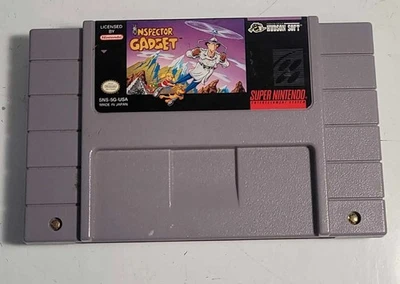 LICENSED BY
Nintendo
INSPECTOR
GADGET
HUDSON SOFT
SNS-SG-USA
MADE IN JAPAN
SUPER NINTENDO
ENTERTAINMENT SYSTEM